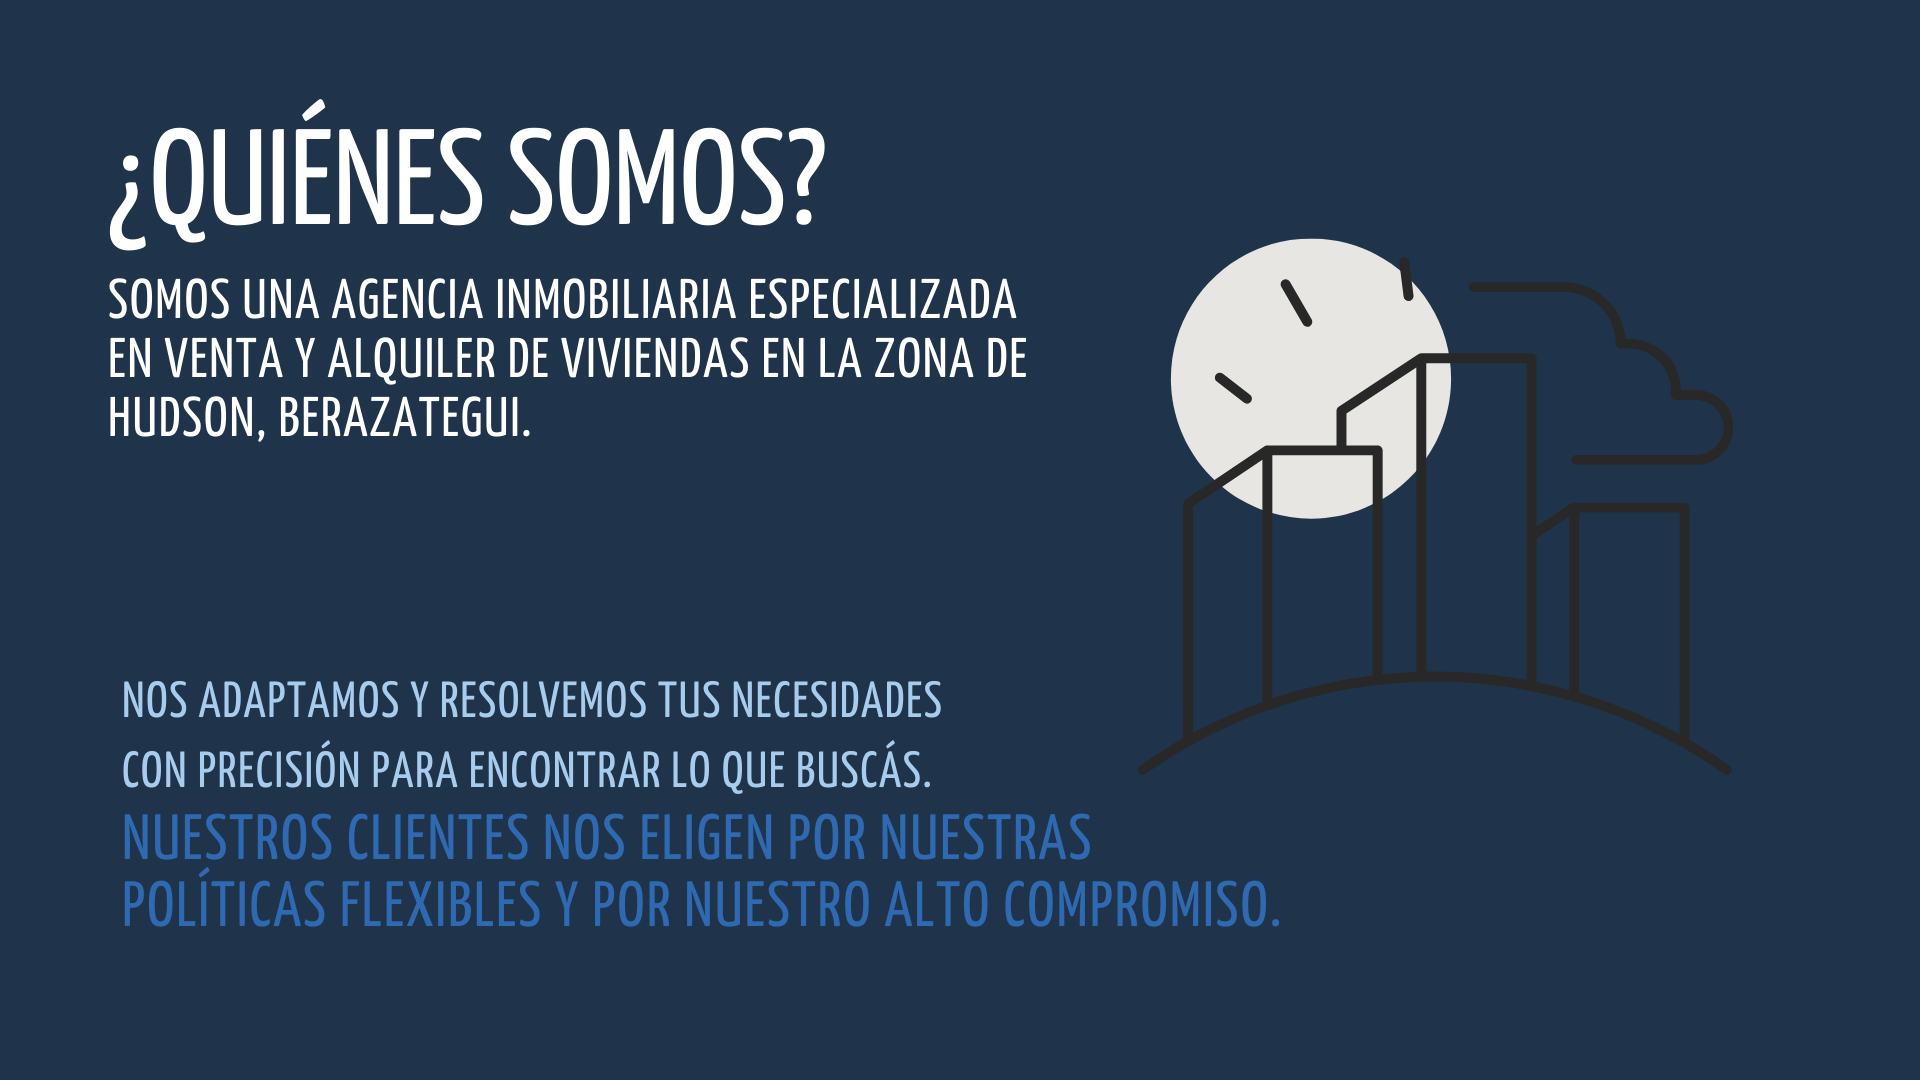 ¿QUIÉNES SOMOS?
SOMOS UNA AGENCIA INMOBILIARIA ESPECIALIZADA
EN VENTA Y ALQUILER DE VIVIENDAS EN LA ZONA DE
HUDSON, BERAZATEGUI.
NOS ADAPTAMOS Y RESOLVEMOS TUS NECESIDADES
CON PRECISIÓN PARA ENCONTRAR LO QUE BUSCÁS.
NUESTROS CLIENTES NOS ELIGEN POR NUESTRAS
POLÍTICAS FLEXIBLES Y POR NUESTRO ALTO COMPROMISO.